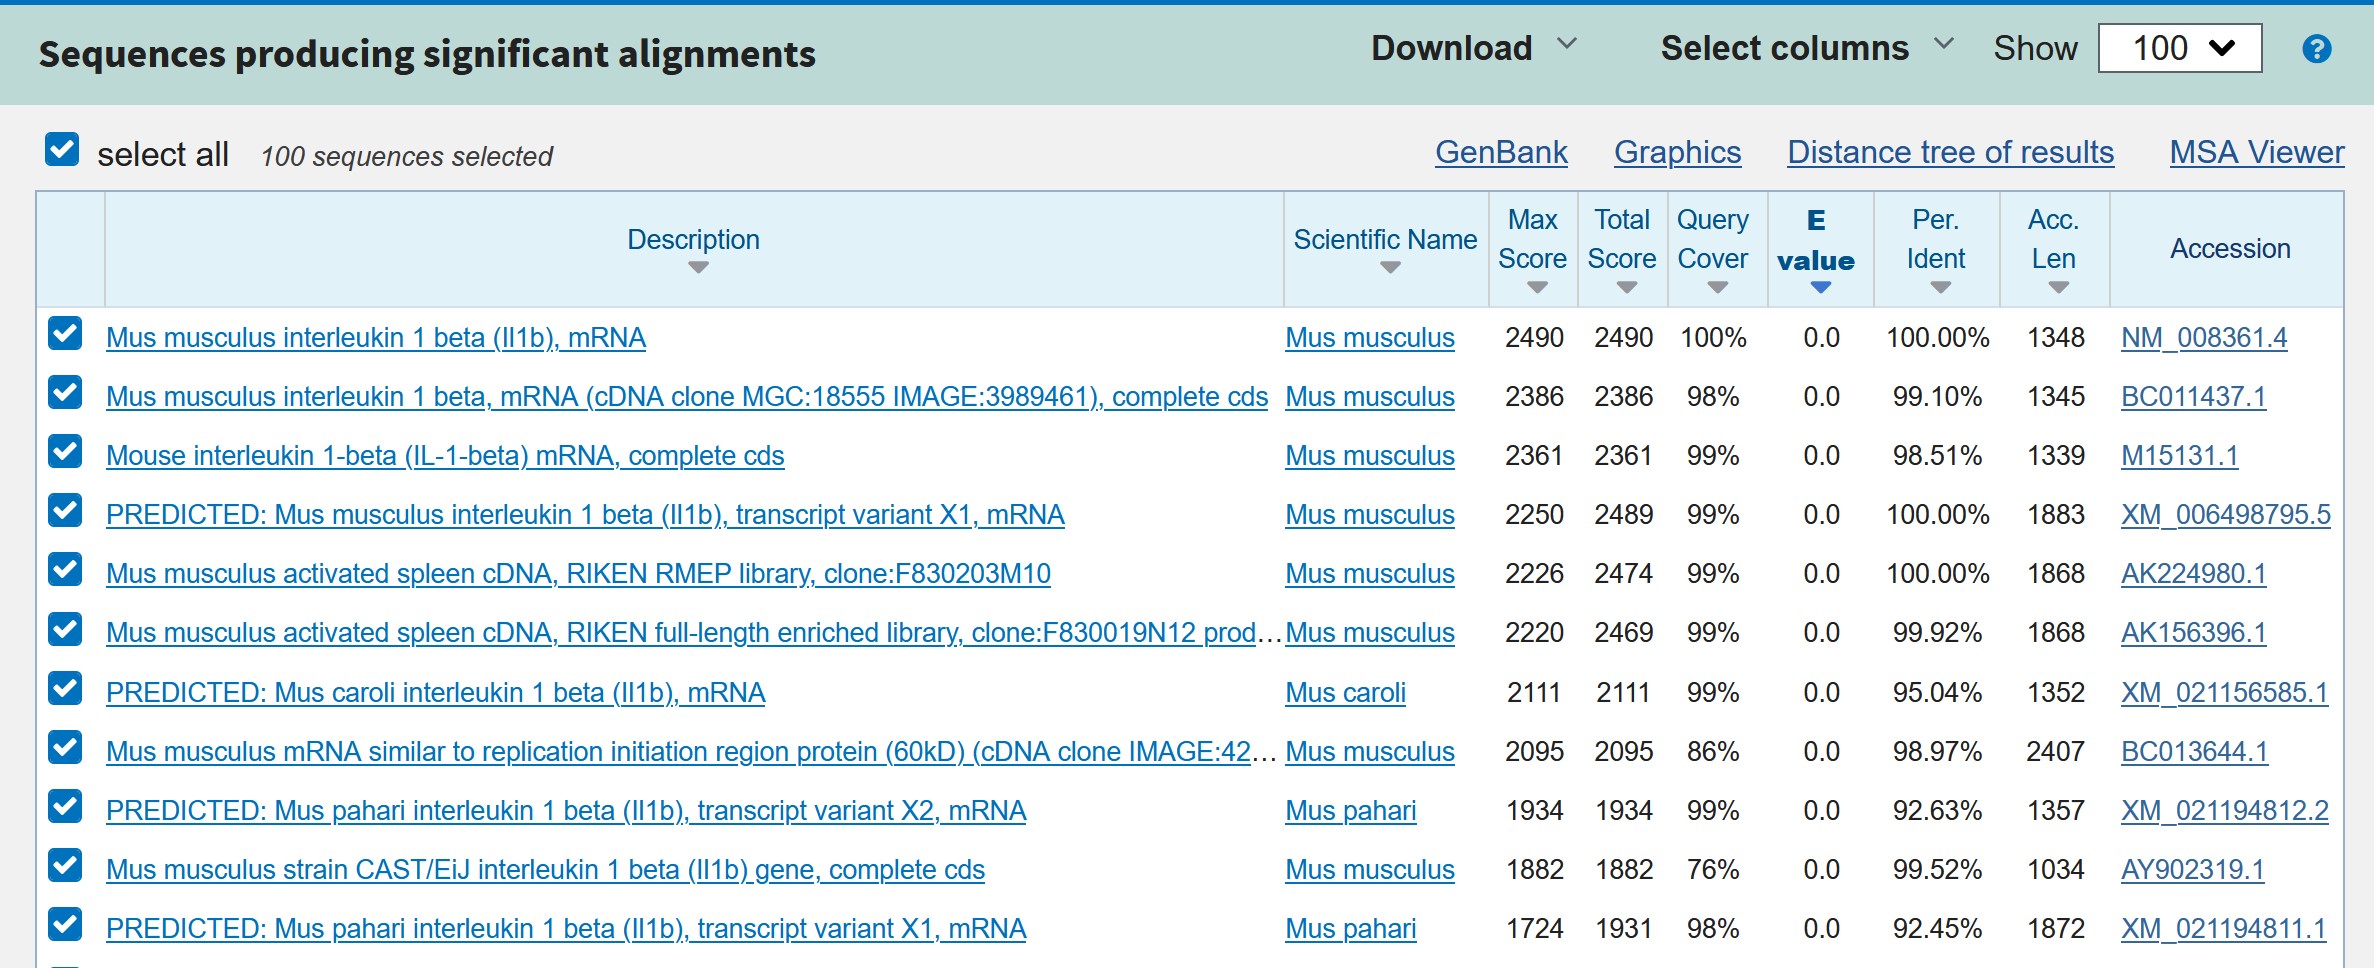 Sequences producing significant alignments Download Select columns Show 100 ?
select all 100 sequences selected GenBank Graphics Distance tree of results MSA Viewer
Description Scientific Name Max Score Total Score Query Cover E value Per. Ident Acc. Len Accession
Mus musculus interleukin 1 beta (Il1b), mRNA Mus musculus 2490 2490 100% 0.0 100.00% 1348 NM_008361.4
Mus musculus interleukin 1 beta, mRNA (cDNA clone MGC:18555 IMAGE:3989461), complete cds Mus musculus 2386 2386 98% 0.0 99.10% 1345 BC011437.1
Mouse interleukin 1-beta (IL-1-beta) mRNA, complete cds Mus musculus 2361 2361 99% 0.0 98.51% 1339 M15131.1
PREDICTED: Mus musculus interleukin 1 beta (Il1b), transcript variant X1, mRNA Mus musculus 2250 2489 99% 0.0 100.00% 1883 XM_006498795.5
Mus musculus activated spleen cDNA, RIKEN RMEP library, clone:F830203M10 Mus musculus 2226 2474 99% 0.0 100.00% 1868 AK224980.1
Mus musculus activated spleen cDNA, RIKEN full-length enriched library, clone:F830019N12 prod... Mus musculus 2220 2469 99% 0.0 99.92% 1868 AK156396.1
PREDICTED: Mus caroli interleukin 1 beta (Il1b), mRNA Mus caroli 2111 2111 99% 0.0 95.04% 1352 XM_021156585.1
Mus musculus mRNA similar to replication initiation region protein (60kD) (cDNA clone IMAGE:42... Mus musculus 2095 2095 86% 0.0 98.97% 2407 BC013644.1
PREDICTED: Mus pahari interleukin 1 beta (Il1b), transcript variant X2, mRNA Mus pahari 1934 1934 99% 0.0 92.63% 1357 XM_021194812.2
Mus musculus strain CAST/EiJ interleukin 1 beta (Il1b) gene, complete cds Mus musculus 1882 1882 76% 0.0 99.52% 1034 AY902319.1
PREDICTED: Mus pahari interleukin 1 beta (Il1b), transcript variant X1, mRNA Mus pahari 1724 1931 98% 0.0 92.45% 1872 XM_021194811.1